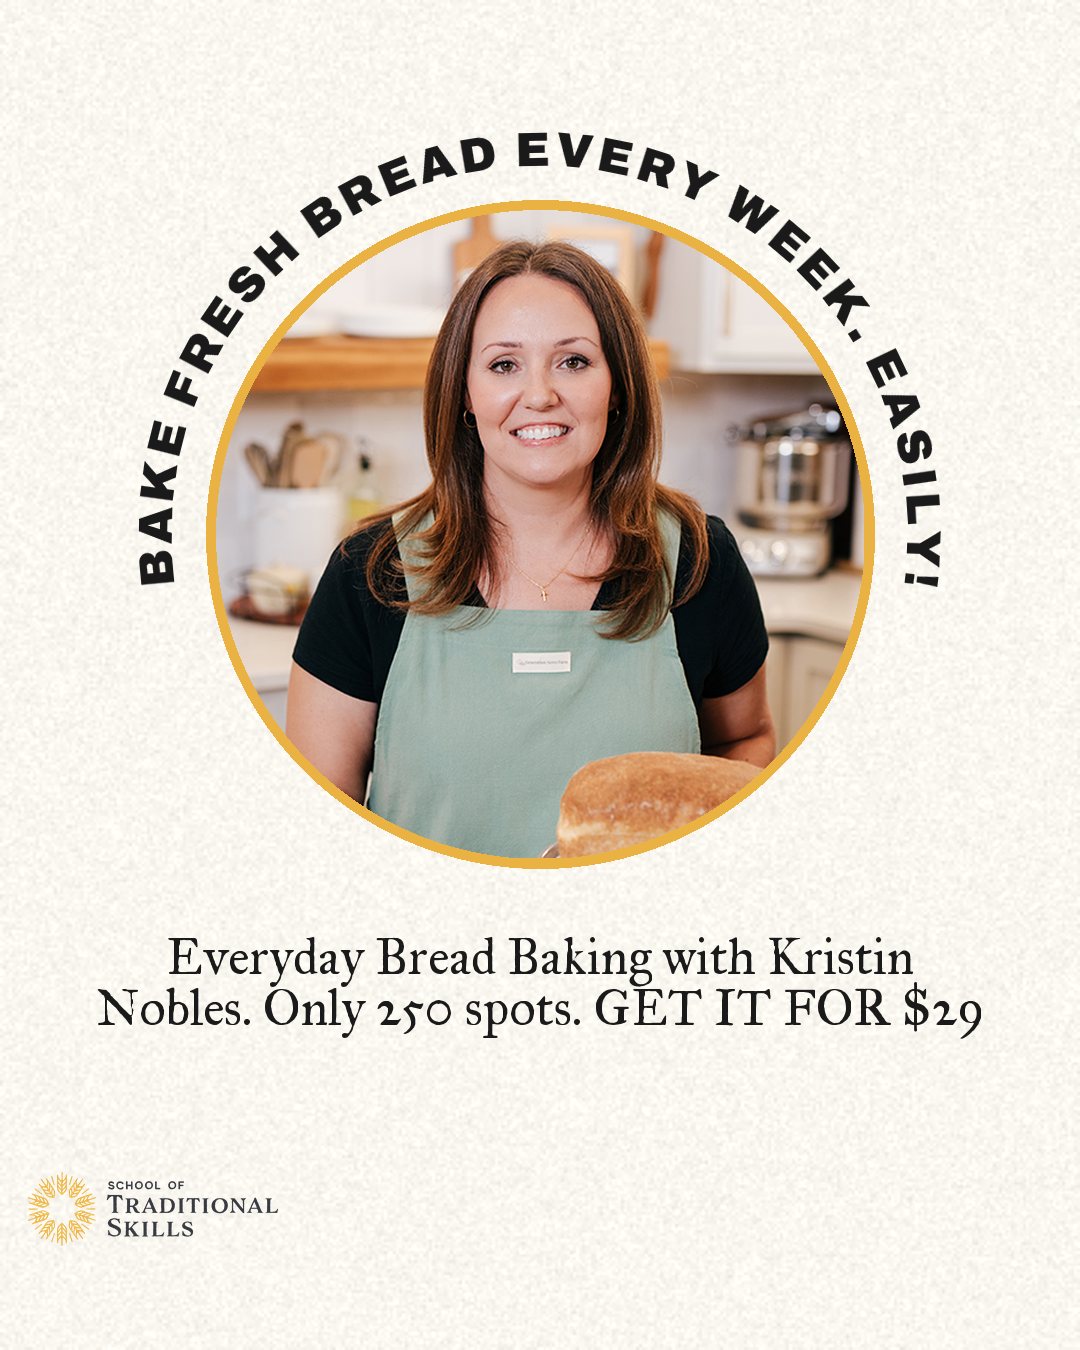 BAKE FRESH BREAD EVERY WEEK. EASILY!
Everyday Bread Baking with Kristin
Nobles. Only 250 spots. GET IT FOR $29
SCHOOL OF
TRADITIONAL
SKILLS